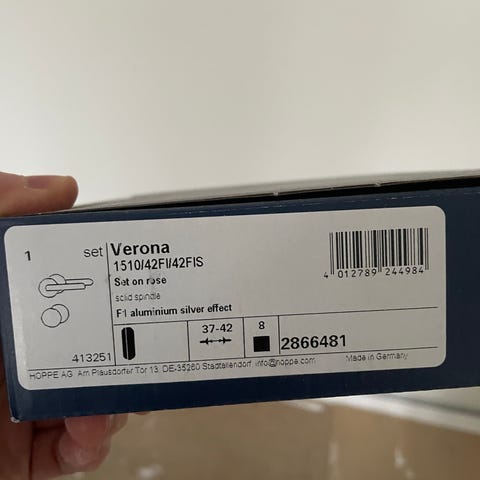 1 set Verona
1510/42FI/42FIS
Set on rose
solid spindle
F1 aluminium silver effect
37-42 8
2866481
413251
4 012789 244984
Made in Germany
HOPPE AG. Am Plausdorfer Tor 13, DE-35260 Stadtallendorf, info@hoppe.com